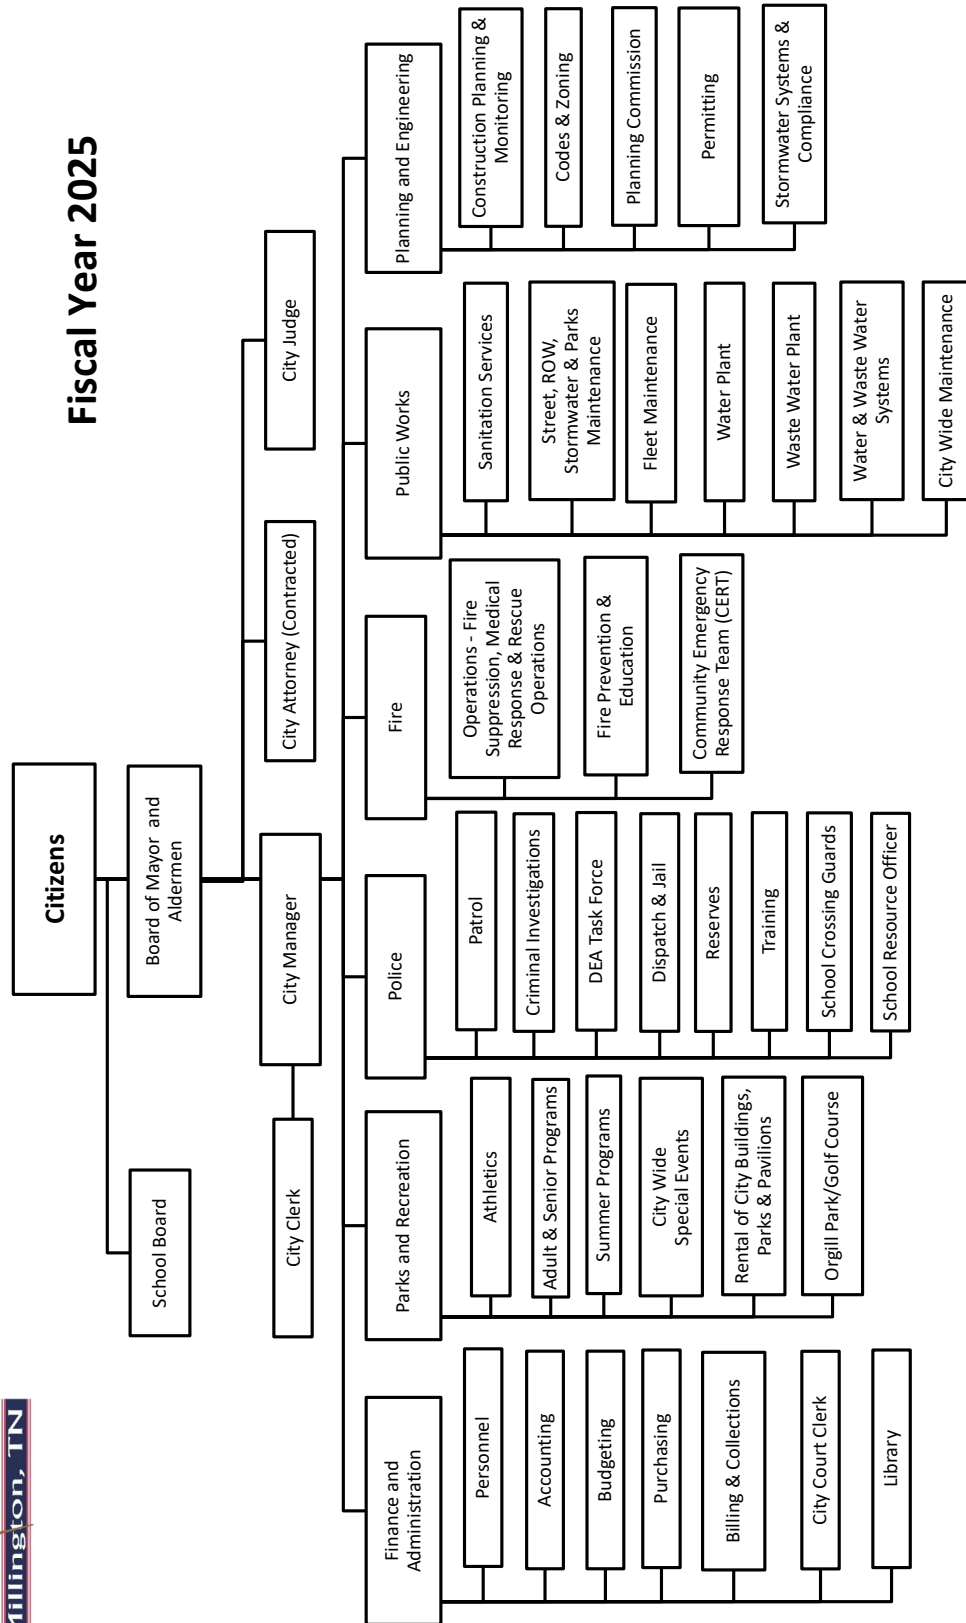 Millington, TN
Fiscal Year 2025
Citizens
School Board
Board of Mayor and
Aldermen
City Clerk
City Manager
City Attorney (Contracted)
City Judge
Finance and
Administration
Personnel
Accounting
Budgeting
Purchasing
Billing & Collections
City Court Clerk
Library
Parks and Recreation
Athletics
Adult & Senior Programs
Summer Programs
City Wide
Special Events
Rental of City Buildings,
Parks & Pavilions
Orgill Park/Golf Course
Police
Patrol
Criminal Investigations
DEA Task Force
Dispatch & Jail
Reserves
Training
School Crossing Guards
School Resource Officer
Fire
Operations - Fire
Suppression, Medical
Response & Rescue
Operations
Fire Prevention &
Education
Community Emergency
Response Team (CERT)
Public Works
Sanitation Services
Street, ROW,
Stormwater & Parks
Maintenance
Fleet Maintenance
Water Plant
Waste Water Plant
Water & Waste Water
Systems
City Wide Maintenance
Planning and Engineering
Construction Planning &
Monitoring
Codes & Zoning
Planning Commission
Permitting
Stormwater Systems &
Compliance